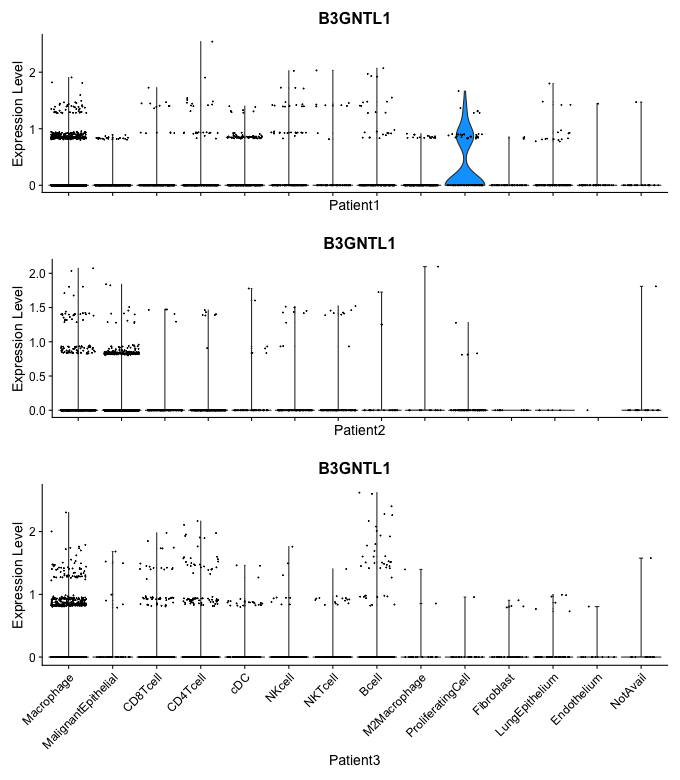 B3GNTL1
Expression Level
2
1
0
Patient1
B3GNTL1
Expression Level
2.0
1.5
1.0
0.5
0.0
Patient2
B3GNTL1
Expression Level
2
1
0
Macrophage
MalignantEpithelial
CD8Tcell
CD4Tcell
cDC
NKcell
NKTcell
Bcell
M2Macrophage
ProliferatingCell
Fibroblast
LungEpithelium
Endothelium
NotAvail
Patient3